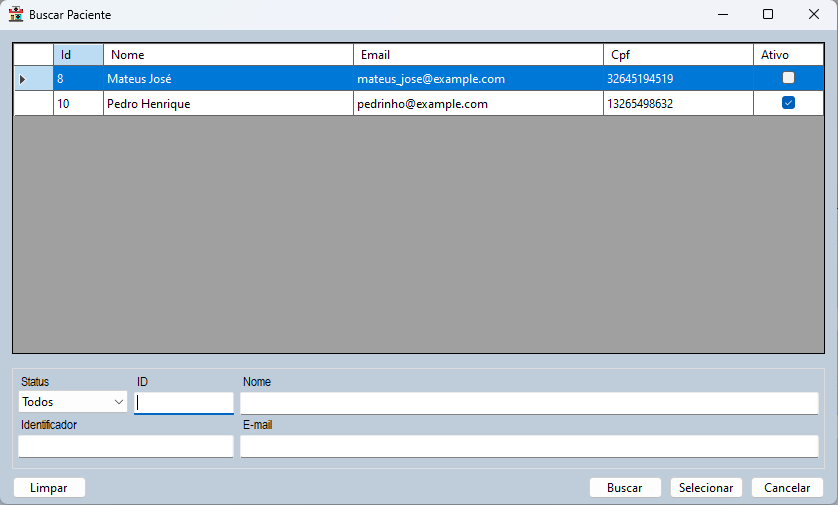 Buscar Paciente
Id Nome Email Cpf Ativo
8 Mateus José mateus_jose@example.com 32645194519
10 Pedro Henrique pedrinho@example.com 13265498632
Status ID Nome
Todos
Identificador E-mail
Limpar Buscar Selecionar Cancelar